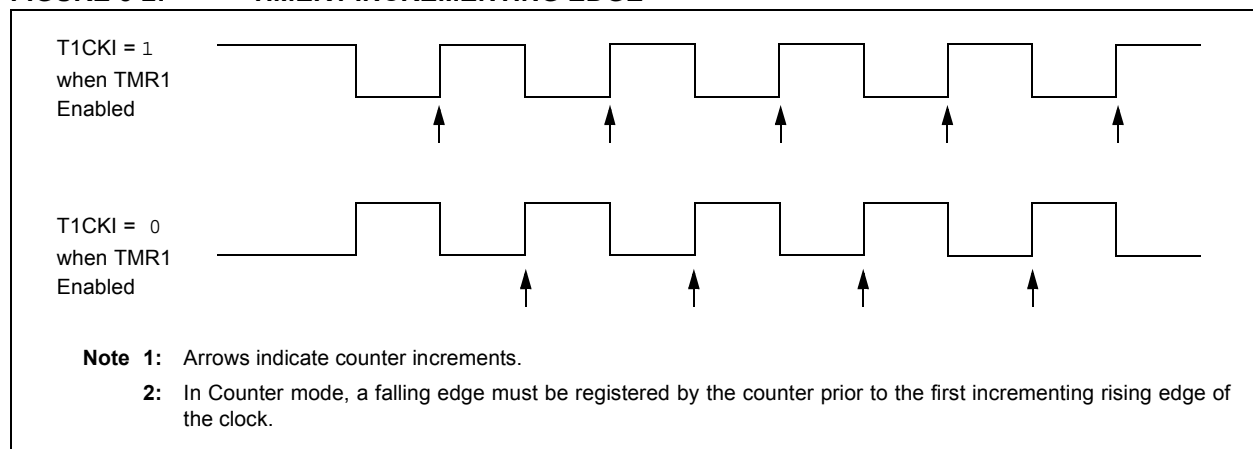 T1CKI = 1
when TMR1
Enabled
T1CKI = 0
when TMR1
Enabled
Note 1: Arrows indicate counter increments.
2: In Counter mode, a falling edge must be registered by the counter prior to the first incrementing rising edge of
the clock.